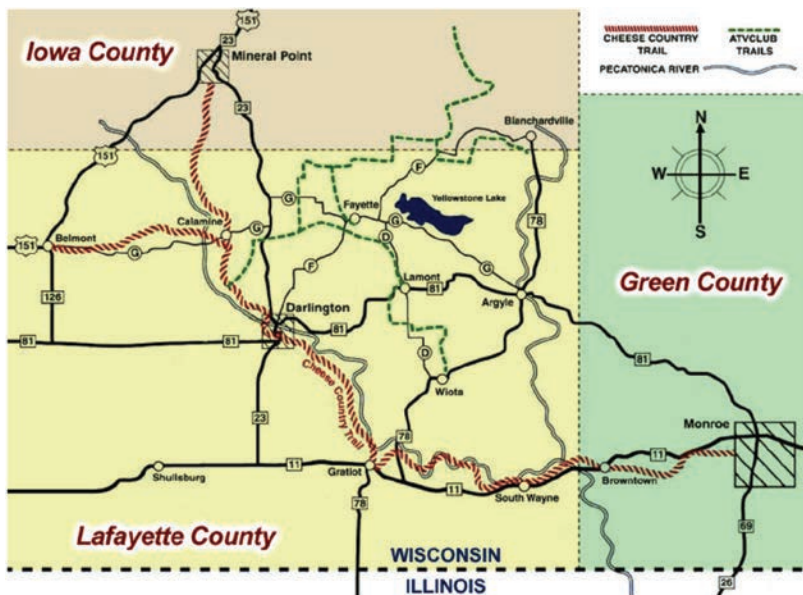 151
23
Iowa County
Mineral Point
CHEESE COUNTRY
TRAIL
ATVCLUB
TRAILS
PECATONICA RIVER
23
Blanchardville
N
W E
S
151
F
Yellowstone Lake
Fayette
G
G
G
G
78
Calamine
151
Belmont
G
D
F
Lamont
81
G
Argyle
Green County
126
Darlington
81
81
81
81
D
Cheese Country Trail
Wiota
23
Monroe
78
11
Shullsburg
11
Gratiot
11
South Wayne
Browntown
78
69
Lafayette County
WISCONSIN
ILLINOIS
26